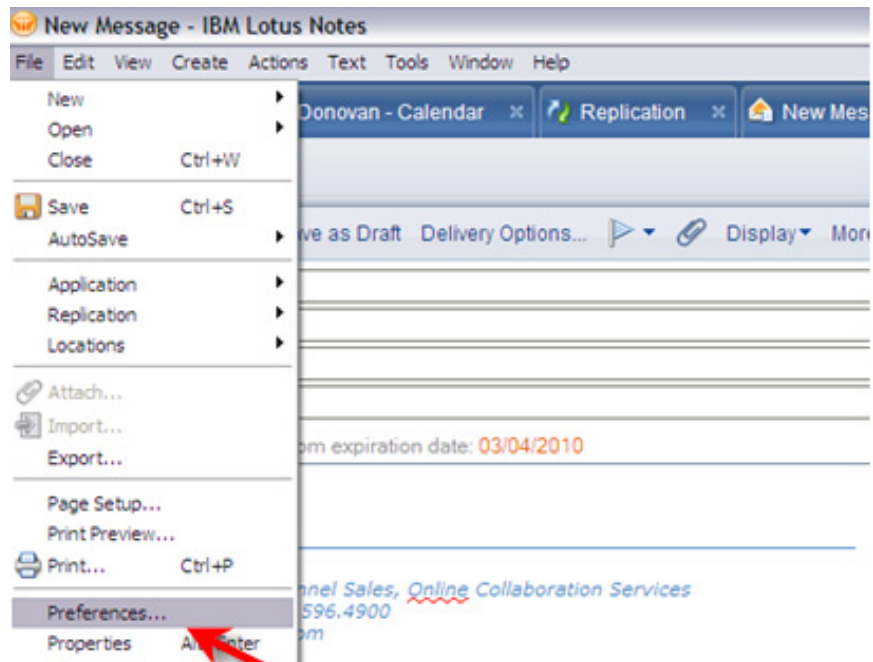 New Message - IBM Lotus Notes
File Edit View Create Actions Text Tools Window Help
New
Donovan - Calendar Replication New Mes
Open
Close Ctrl+W
Save Ctrl+S
AutoSave
ve as Draft Delivery Options... Display More
Application
Replication
Locations
Attach...
Import...
om expiration date: 03/04/2010
Export...
Page Setup...
Print Preview...
Print... Ctrl+P
nnel Sales, Online Collaboration Services
Preferences...
596.4900
Properties
om